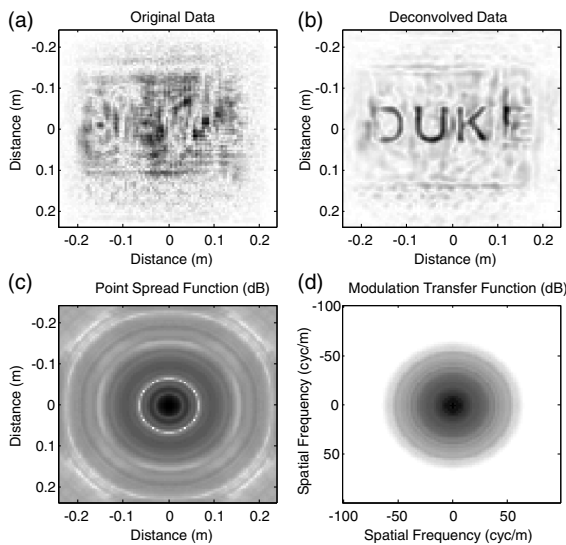 (a) Original Data
-0.2
-0.1
0
0.1
0.2
Distance (m)
-0.2 -0.1 0 0.1 0.2
Distance (m)
(b) Deconvolved Data
DUKE
-0.2
-0.1
0
0.1
0.2
Distance (m)
-0.2 -0.1 0 0.1 0.2
Distance (m)
(c) Point Spread Function (dB)
-0.2
-0.1
0
0.1
0.2
Distance (m)
-0.2 -0.1 0 0.1 0.2
Distance (m)
(d) Modulation Transfer Function (dB)
-100
-50
0
50
Spatial Frequency (cyc/m)
-100 -50 0 50
Spatial Frequency (cyc/m)